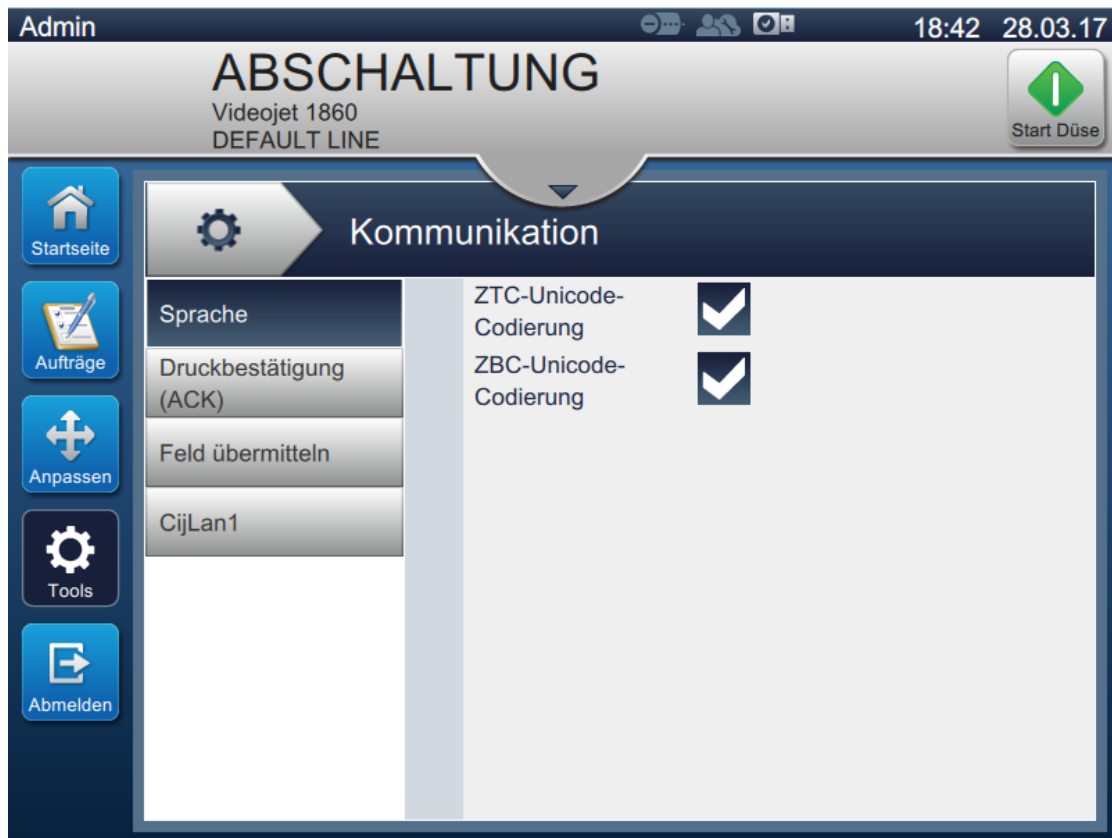 Admin
18:42 28.03.17
ABSCHALTUNG
Videojet 1860
DEFAULT LINE
Start Düse
Startseite
Aufträge
Anpassen
Tools
Abmelden
Kommunikation
Sprache
Druckbestätigung
(ACK)
Feld übermitteln
CijLan1
ZTC-Unicode-
Codierung
ZBC-Unicode-
Codierung